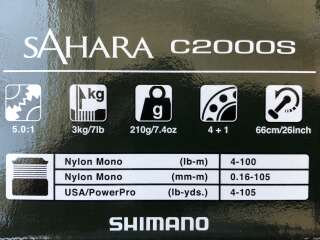 SAHARA C2000S
kg
g
5.0:1 3kg/7lb 210g/7.4oz 4 + 1 66cm/26inch
Nylon Mono (lb-m) 4-100
Nylon Mono (mm-m) 0.16-105
USA/PowerPro (lb-yds.) 4-105
SHIMANO